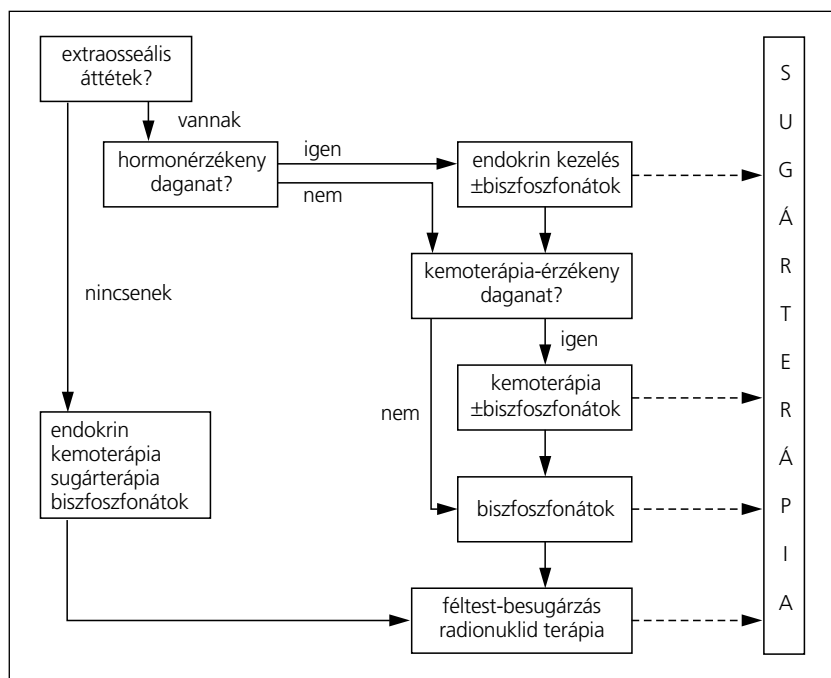 extraosseális
áttétek?
vannak
hormonérzékeny
daganat?
igen
nem
endokrin kezelés
±biszfoszfonátok
kemoterápia-érzékeny
daganat?
nincsenek
igen
kemoterápia
±biszfoszfonátok
nem
endokrin
kemoterápia
sugárterápia
biszfoszfonátok
biszfoszfonátok
féltest-besugárzás
radionuklid terápia
S
U
G
Á
R
T
E
R
Á
P
I
A